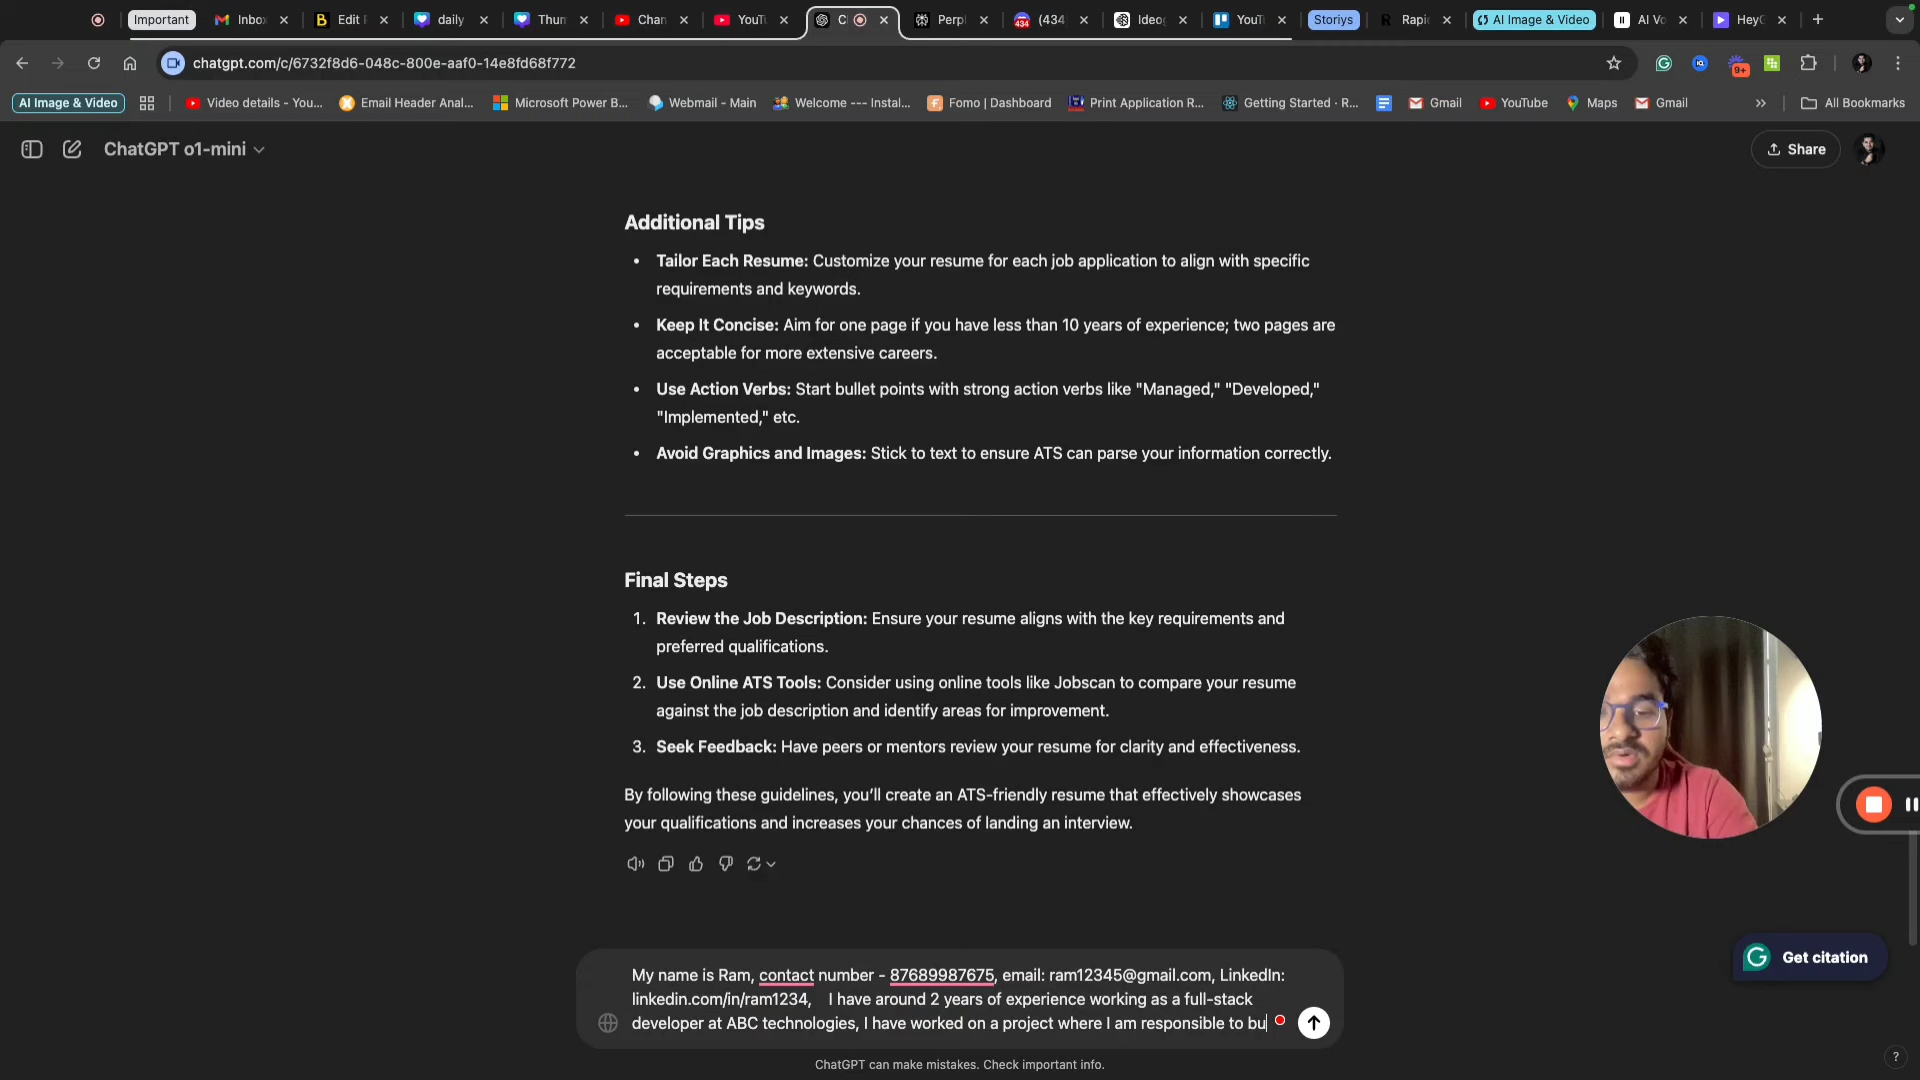 Important
Inbo
Edit
daily
Thun
Chan
YouTu
C
Perpl
(434
Ideog
YouTu
Storiys
Rapid
AI Image & Video
AI Vo
HeyG
chatgpt.com/c/6732f8d6-048c-800e-aaf0-14e8fd68f772
9+
AI Image & Video
Video details - You...
Email Header Anal...
Microsoft Power B...
Webmail - Main
Welcome --- Instal...
Fomo | Dashboard
Print Application R...
Getting Started · R...
Gmail
YouTube
Maps
Gmail
All Bookmarks
ChatGPT o1-mini
Share
Additional Tips
• Tailor Each Resume: Customize your resume for each job application to align with specific
requirements and keywords.
• Keep It Concise: Aim for one page if you have less than 10 years of experience; two pages are
acceptable for more extensive careers.
• Use Action Verbs: Start bullet points with strong action verbs like "Managed," "Developed,"
"Implemented," etc.
• Avoid Graphics and Images: Stick to text to ensure ATS can parse your information correctly.
Final Steps
1. Review the Job Description: Ensure your resume aligns with the key requirements and
preferred qualifications.
2. Use Online ATS Tools: Consider using online tools like Jobscan to compare your resume
against the job description and identify areas for improvement.
3. Seek Feedback: Have peers or mentors review your resume for clarity and effectiveness.
By following these guidelines, you’ll create an ATS-friendly resume that effectively showcases
your qualifications and increases your chances of landing an interview.
Get citation
My name is Ram, contact number - 87689987675, email: ram12345@gmail.com, LinkedIn:
linkedin.com/in/ram1234, I have around 2 years of experience working as a full-stack
developer at ABC technologies, I have worked on a project where I am responsible to bu
ChatGPT can make mistakes. Check important info.
?